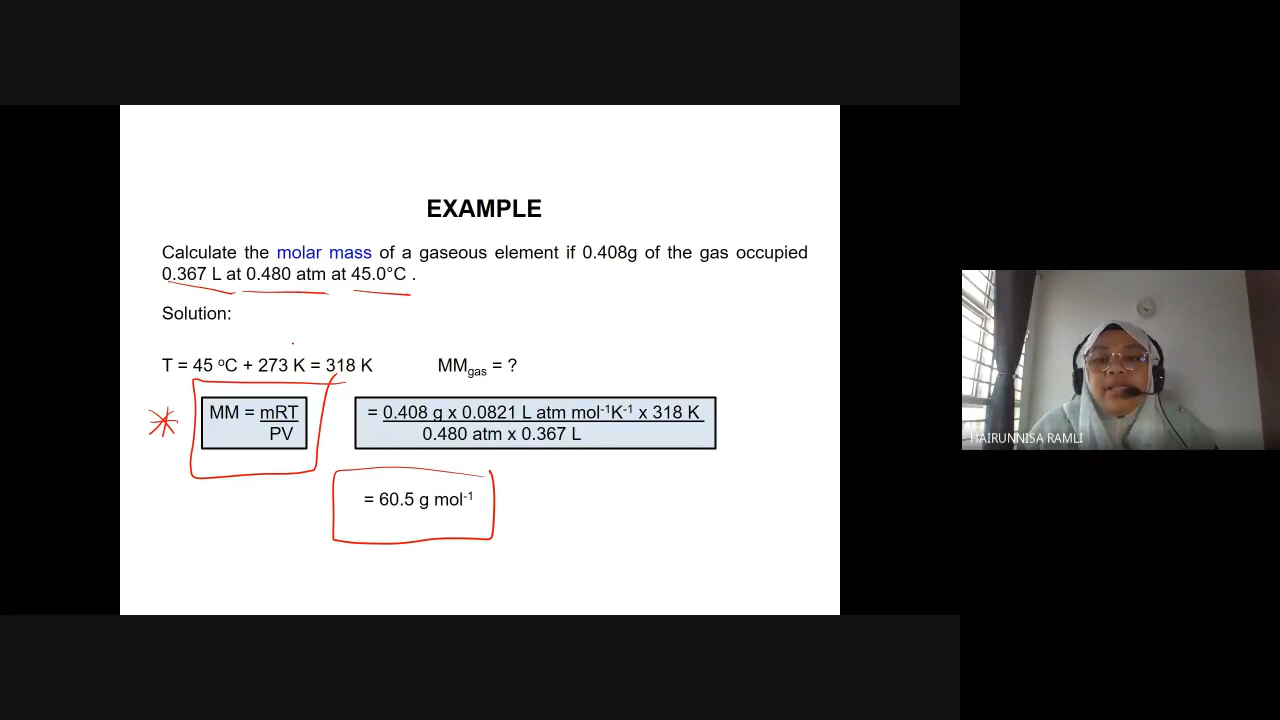 EXAMPLE
Calculate the molar mass of a gaseous element if 0.408g of the gas occupied
0.367 L at 0.480 atm at 45.0°C .
Solution:
T = 45 ⁰C + 273 K = 318 K MMgas = ?
MM = mRT
PV
= 0.408 g x 0.0821 L atm mol⁻¹K⁻¹ x 318 K
0.480 atm x 0.367 L
= 60.5 g mol⁻¹
HAIRUNNISA RAMLI